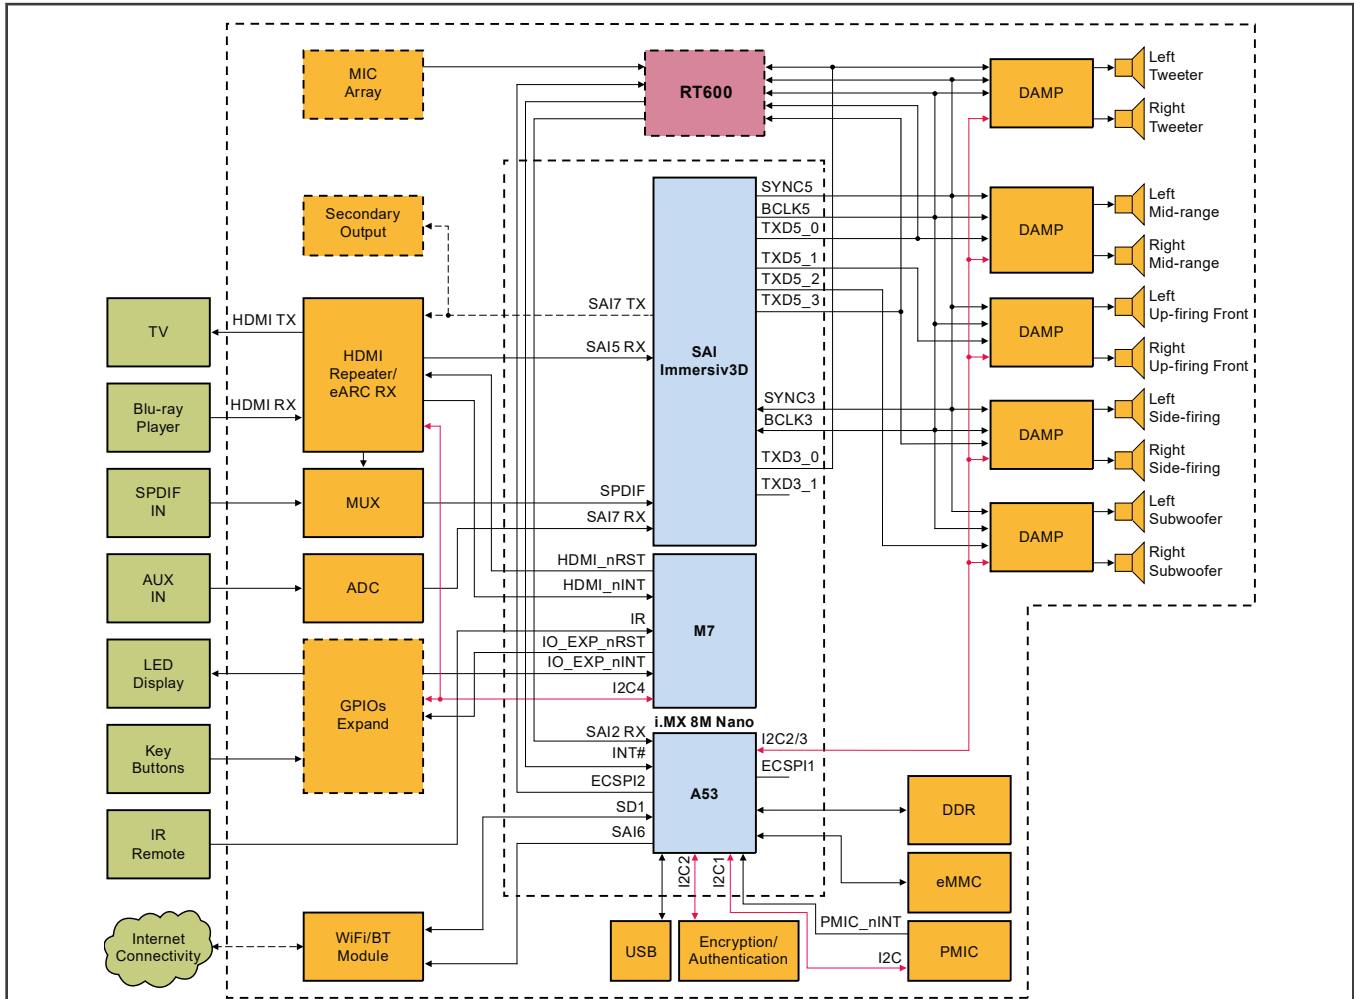 MIC
Array
RT600
DAMP
Left
Tweeter
Right
Tweeter
Secondary
Output
SYNC5
BCLK5
TXD5_0
TXD5_1
TXD5_2
TXD5_3
DAMP
Left
Mid-range
Right
Mid-range
TV
HDMI TX
HDMI
Repeater/
eARC RX
SAI7 TX
SAI5 RX
SAI
Immersiv3D
DAMP
Left
Up-firing Front
Right
Up-firing Front
Blu-ray
Player
HDMI RX
SYNC3
BCLK3
TXD3_0
TXD3_1
DAMP
Left
Side-firing
Right
Side-firing
SPDIF
IN
MUX
SPDIF
SAI7 RX
DAMP
Left
Subwoofer
Right
Subwoofer
AUX
IN
ADC
HDMI_nRST
HDMI_nINT
IR
IO_EXP_nRST
IO_EXP_nINT
I2C4
M7
LED
Display
GPIOs
Expand
i.MX 8M Nano
Key
Buttons
SAI2 RX
INT#
ECSPI2
SD1
SAI6
A53
I2C2/3
ECSPI1
DDR
IR
Remote
I2C2
I2C1
eMMC
Internet
Connectivity
WiFi/BT
Module
USB
Encryption/
Authentication
PMIC_nINT
I2C
PMIC